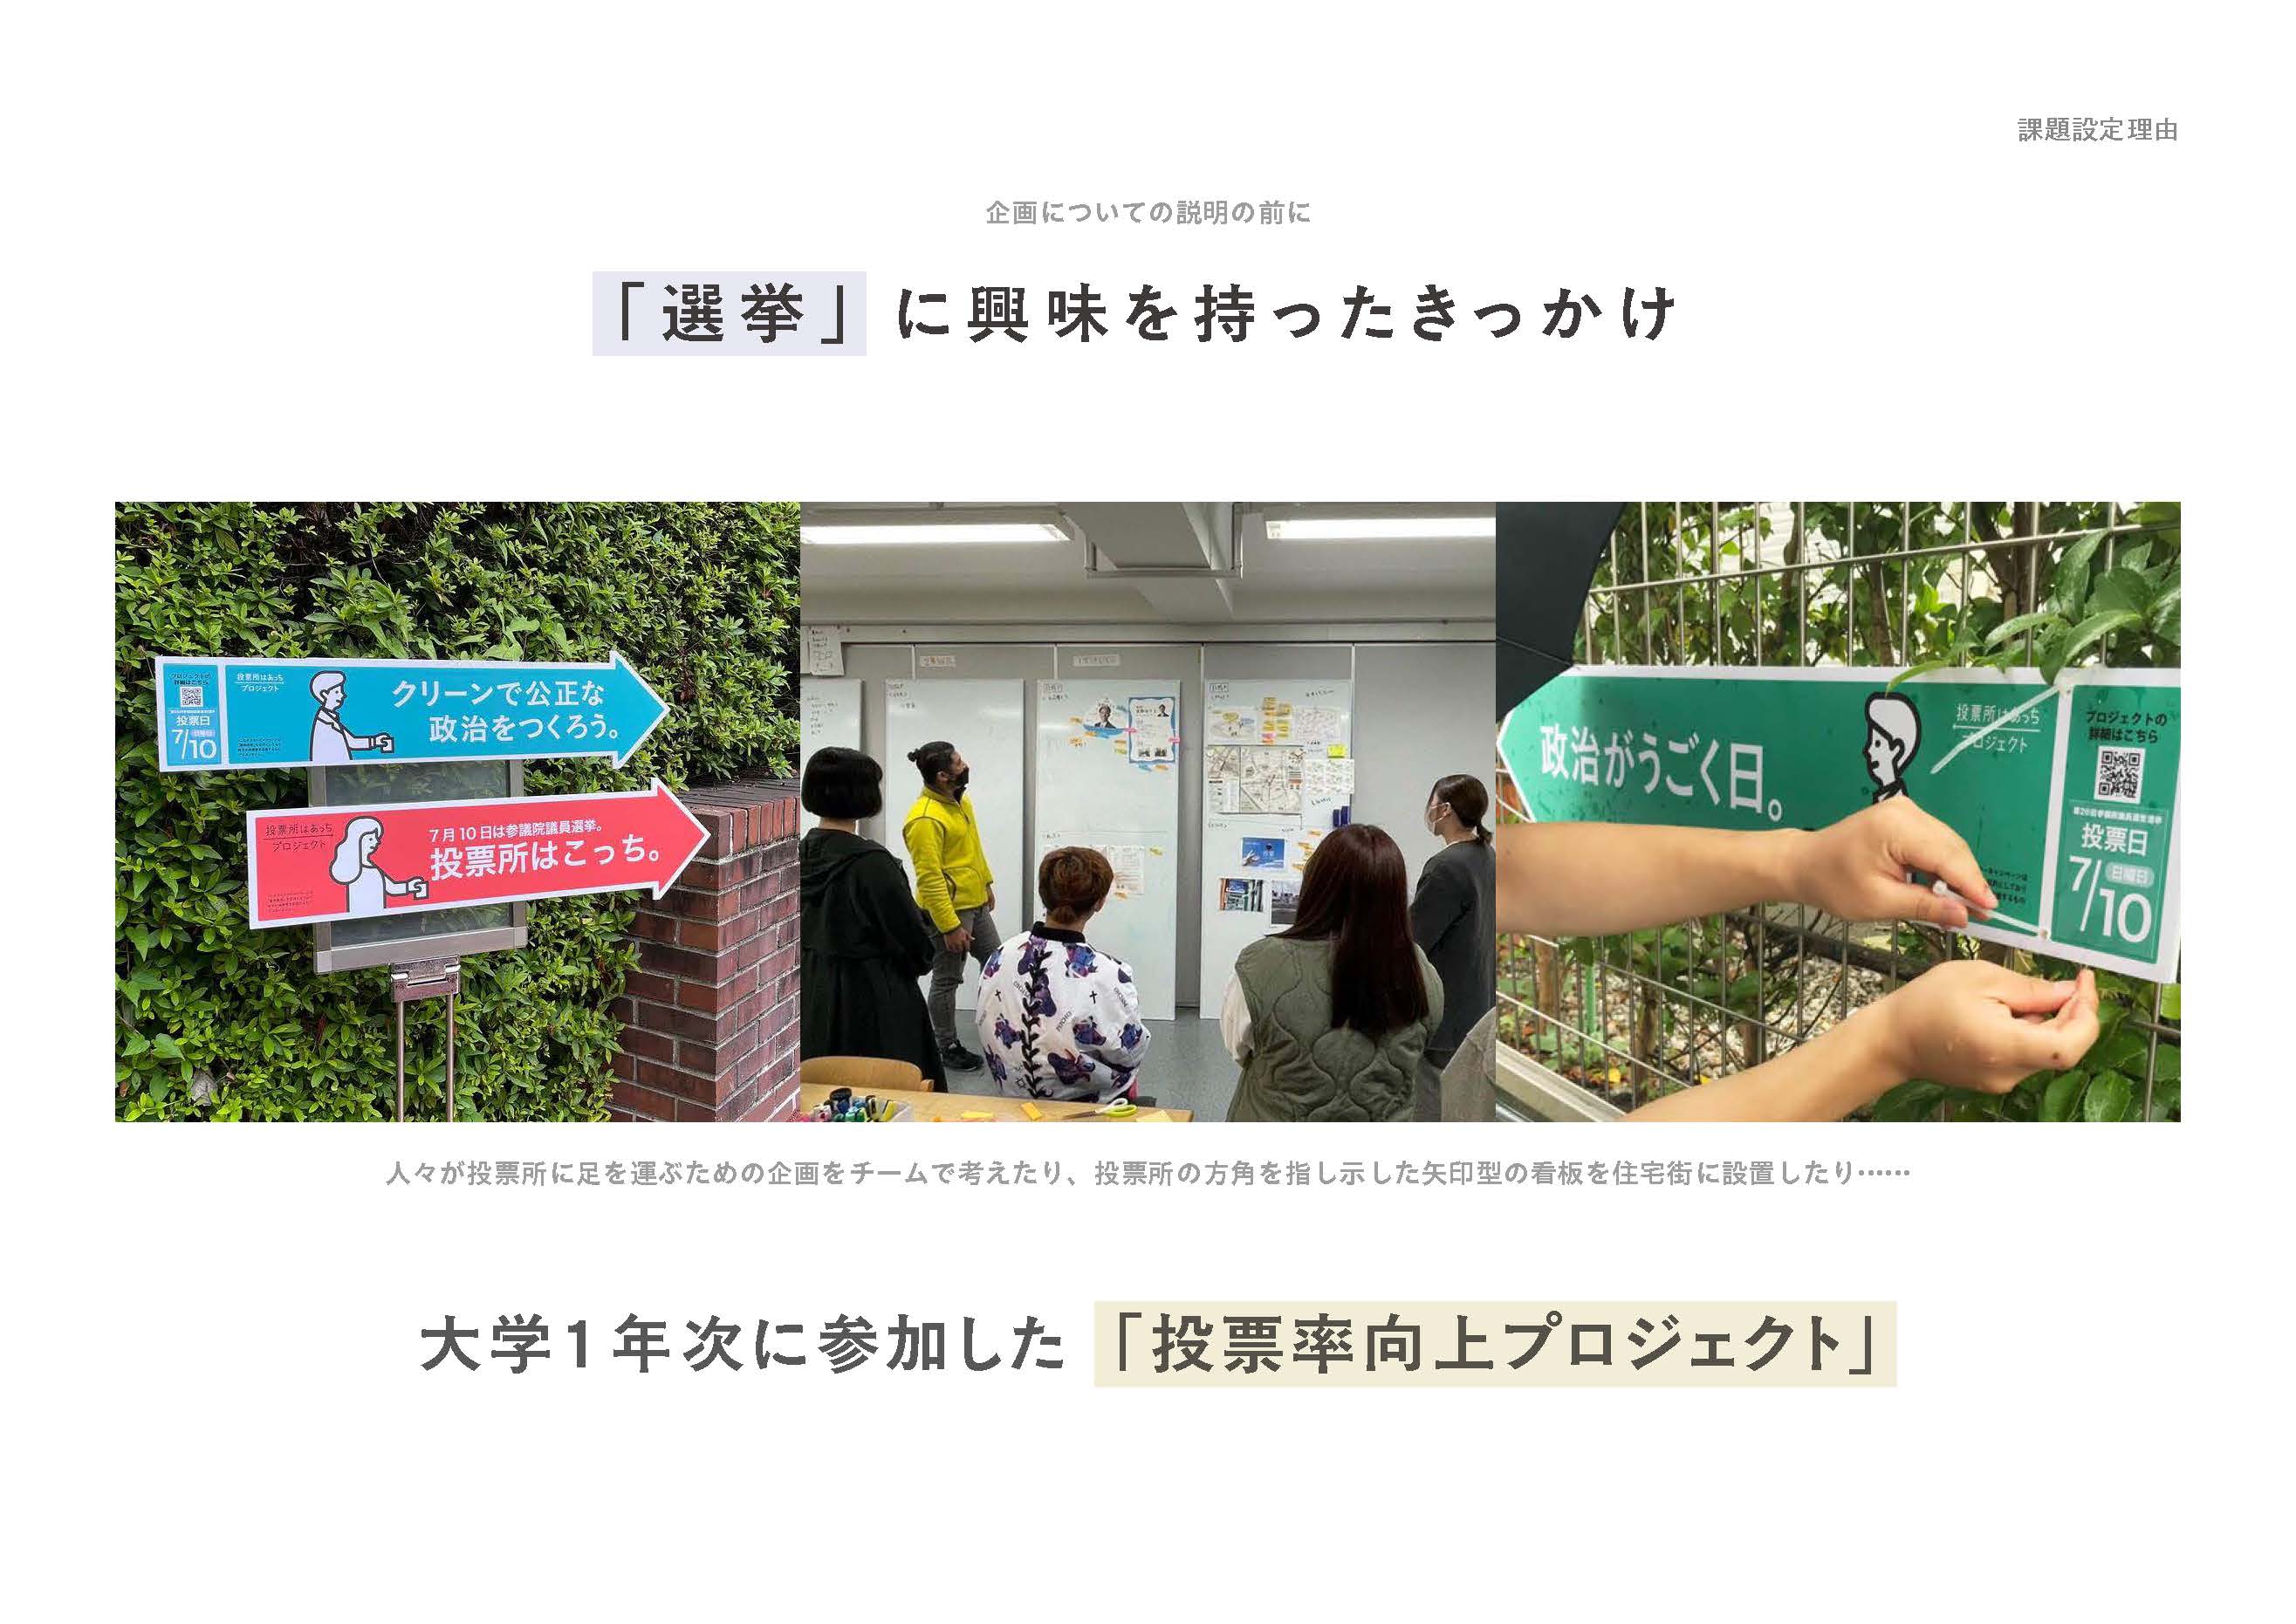 課題設定理由
企画についての説明の前に
「選挙」に興味を持ったきっかけ
プロジェクトの
詳細はこちら
投票日
7/10
日曜日
投票所はあっち
プロジェクト
クリーンで公正な
政治をつくろう。
投票所はあっち
プロジェクト
7月10日は参議院議員選挙。
投票所はこっち。
政治がうごく日。
投票所はあっち
プロジェクト
プロジェクトの
詳細はこちら
投票日
7/10
日曜日
人々が投票所に足を運ぶための企画をチームで考えたり、投票所の方角を指し示した矢印型の看板を住宅街に設置したり……
大学1年次に参加した「投票率向上プロジェクト」